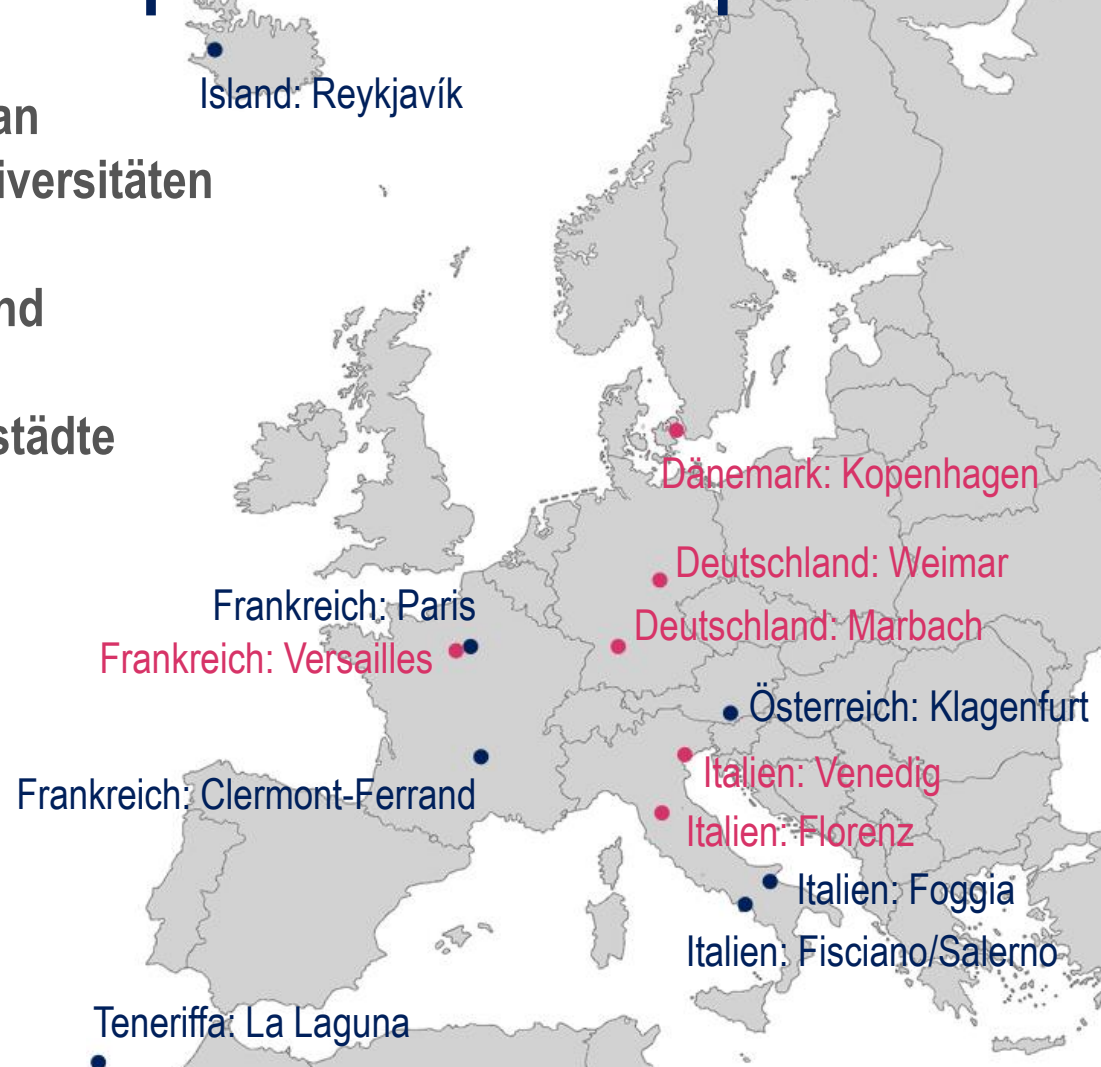 Island: Reykjavík
an
iversitäten
nd
städte
Dänemark: Kopenhagen
Deutschland: Weimar
Frankreich: Paris
Deutschland: Marbach
Frankreich: Versailles
Österreich: Klagenfurt
Italien: Venedig
Frankreich: Clermont-Ferrand
Italien: Florenz
Italien: Foggia
Italien: Fisciano/Salerno
Teneriffa: La Laguna